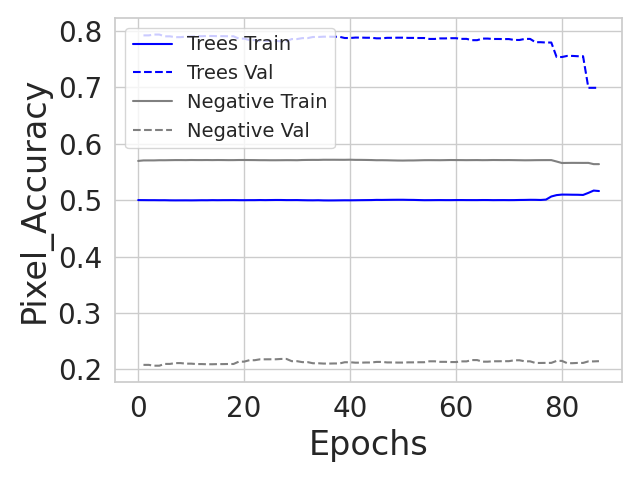 Pixel_Accuracy
0.8
0.7
0.6
0.5
0.4
0.3
0.2
Trees Train
Trees Val
Negative Train
Negative Val
0 20 40 60 80
Epochs